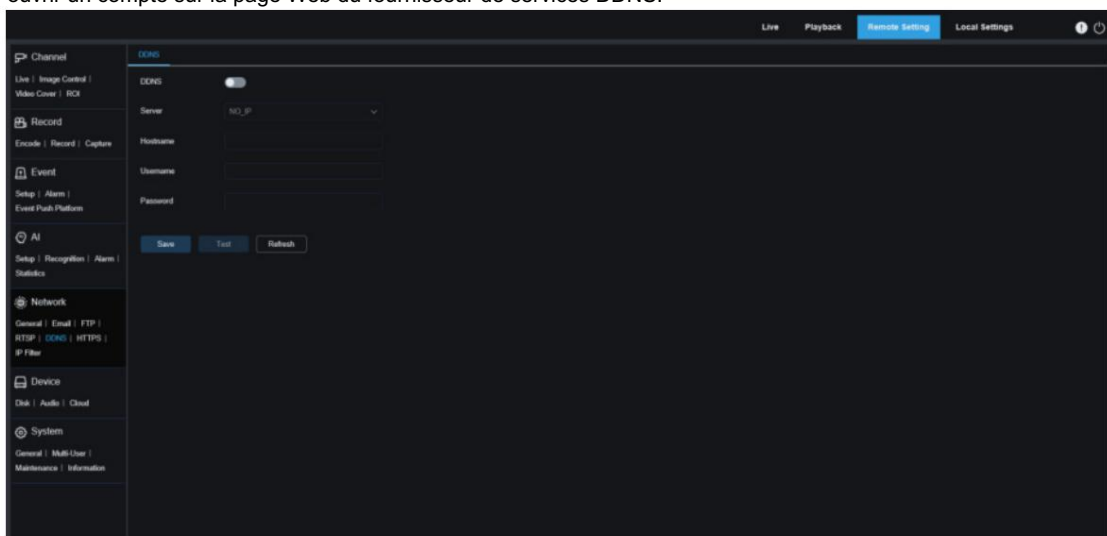 ouvrir un compte sur la page Web du fournisseur de services DDNS.
Live Playback Remote Setting Local Settings
Channel
Live | Image Control |
Video Cover | ROI
Record
Encode | Record | Capture
Event
Setup | Alarm |
Event Push Platform
AI
Setup | Recognition | Alarm |
Statistics
Network
General | Email | FTP |
RTSP | DDNS | HTTPS |
IP Filter
Device
Disk | Audio | Cloud
System
General | Multi-User |
Maintenance | Information
DDNS
DDNS
Server NO_IP
Hostname
Username
Password
Save Test Refresh